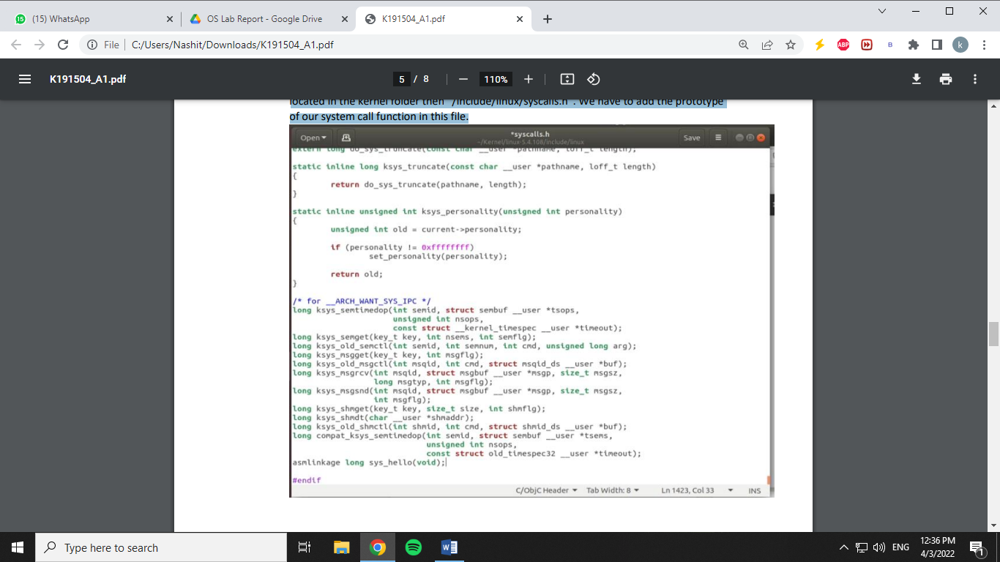 (15) WhatsApp
OS Lab Report - Google Drive
K191504_A1.pdf
File | C:/Users/Nashit/Downloads/K191504_A1.pdf
ABP
B
k
K191504_A1.pdf
5 / 8
110%
located in the kernel folder then "/include/linux/syscalls.h". We have to add the prototype
of our system call function in this file.
Open
*syscalls.h
~/Kernel/linux-5.4.106/include/linux
Save
extern long do_sys_truncate(const char __user *pathname, loff_t length);
static inline long ksys_truncate(const char __user *pathname, loff_t length)
{
return do_sys_truncate(pathname, length);
}
static inline unsigned int ksys_personality(unsigned int personality)
{
unsigned int old = current->personality;
if (personality != 0xffffffff)
set_personality(personality);
return old;
}
/* for __ARCH_WANT_SYS_IPC */
long ksys_semtimedop(int semid, struct sembuf __user *tsops,
unsigned int nsops,
const struct __kernel_timespec __user *timeout);
long ksys_semget(key_t key, int nsems, int semflg);
long ksys_old_semctl(int semid, int semnum, int cmd, unsigned long arg);
long ksys_msgget(key_t key, int msgflg);
long ksys_old_msgctl(int msqid, int cmd, struct msqid_ds __user *buf);
long ksys_msgrcv(int msqid, struct msgbuf __user *msgp, size_t msgsz,
long msgtyp, int msgflg);
long ksys_msgsnd(int msqid, struct msgbuf __user *msgp, size_t msgsz,
int msgflg);
long ksys_shmget(key_t key, size_t size, int shmflg);
long ksys_shmdt(char __user *shmaddr);
long ksys_old_shmctl(int shmid, int cmd, struct shmid_ds __user *buf);
long compat_ksys_semtimedop(int semid, struct sembuf __user *tsems,
unsigned int nsops,
const struct old_timespec32 __user *timeout);
asmlinkage long sys_hello(void);
#endif
C/ObjC Header Tab Width: 8 Ln 1423, Col 33 INS
Type here to search
ENG
12:36 PM
4/3/2022
1